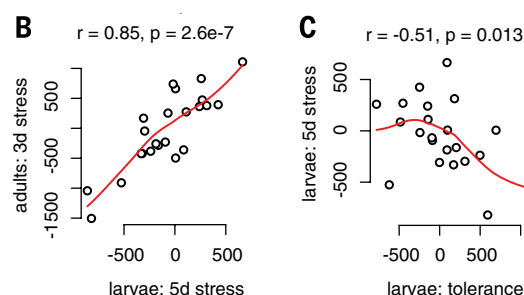 B
r = 0.85, p = 2.6e-7
adults: 3d stress
500
-500
-1500
-500 0 500
larvae: 5d stress
C
r = -0.51, p = 0.013
larvae: 5d stress
500
0
-500
-500 0 500
larvae: tolerance